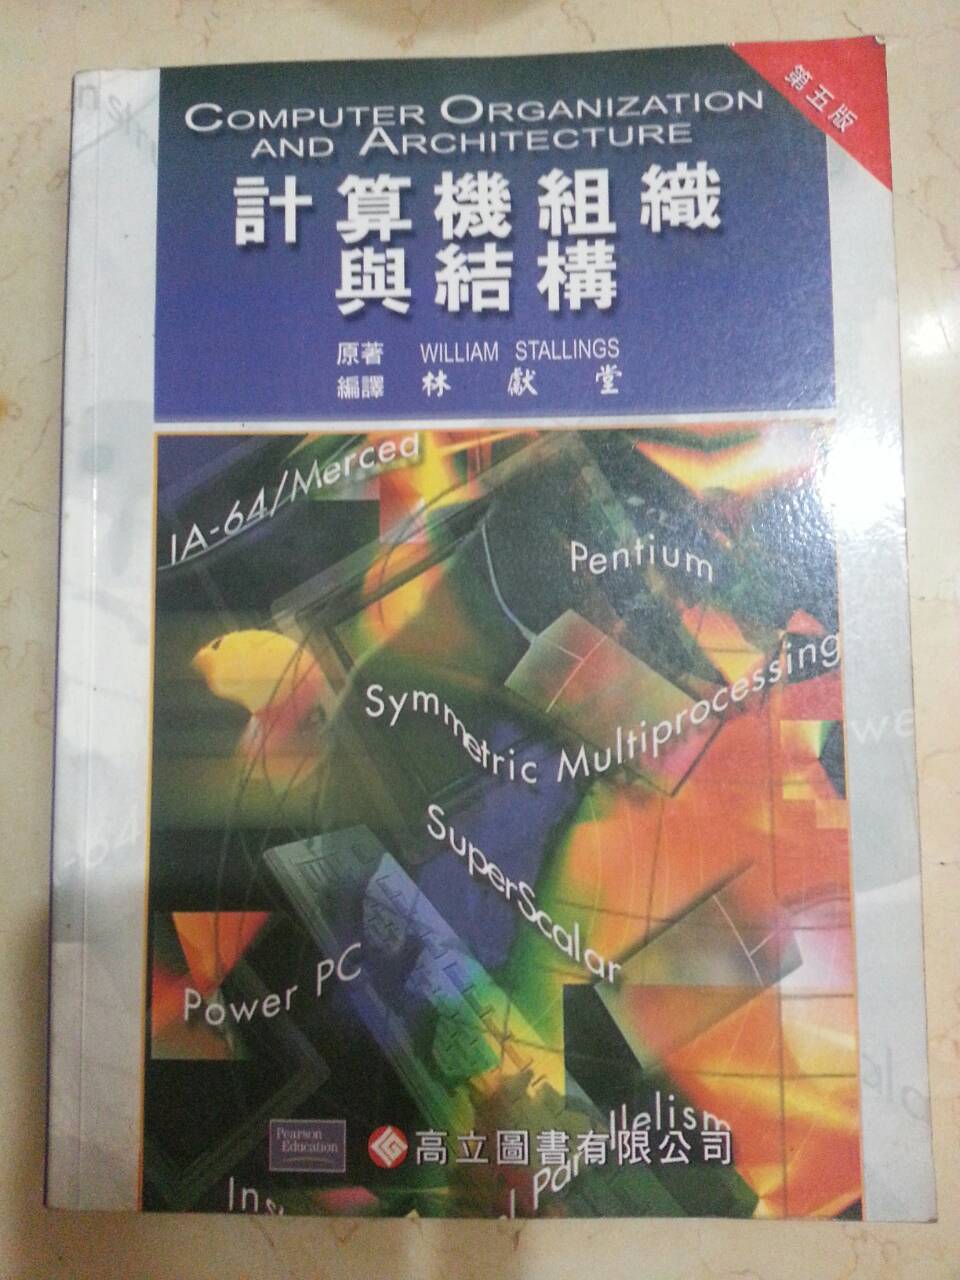 第五版
COMPUTER ORGANIZATION
AND ARCHITECTURE
計算機組織
與結構
原著 WILLIAM STALLINGS
編譯 林獻堂
IA-64/Merced
Pentium
Symmetric Multiprocessing
SuperScalar
Power PC
Pearson
Education
高立圖書有限公司